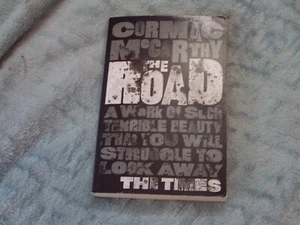 CORMAC
McCARTHY
THE
ROAD
A WORK OF SUCH
TERRIBLE BEAUTY
THAT YOU WILL
STRUGGLE TO
LOOK AWAY
THE TIMES